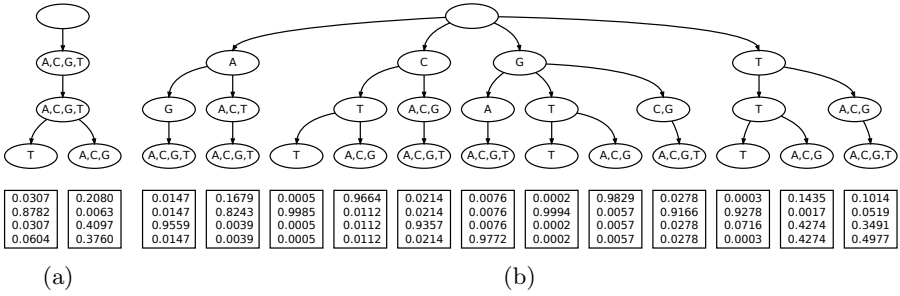 A C G T
A,C,G,T
A,C,G,T A,C,G G A,C,T T A,C,G A T C,G T A,C,G
T A,C,G A,C,G,T A,C,G,T T A,C,G A,C,G,T A,C,G,T T A,C,G A,C,G,T T A,C,G A,C,G,T
0.0307 0.2080 0.0147 0.1679 0.0005 0.9664 0.0214 0.0076 0.0002 0.9829 0.0278 0.0003 0.1435 0.1014
0.8782 0.0063 0.0147 0.8243 0.9985 0.0112 0.0214 0.0076 0.9994 0.0057 0.9166 0.9278 0.0017 0.0519
0.0307 0.4097 0.9559 0.0039 0.0005 0.0112 0.9357 0.0076 0.0002 0.0057 0.0278 0.0716 0.4274 0.3491
0.0604 0.3760 0.0147 0.0039 0.0005 0.0112 0.0214 0.9772 0.0002 0.0057 0.0278 0.0003 0.4274 0.4977
(a) (b)